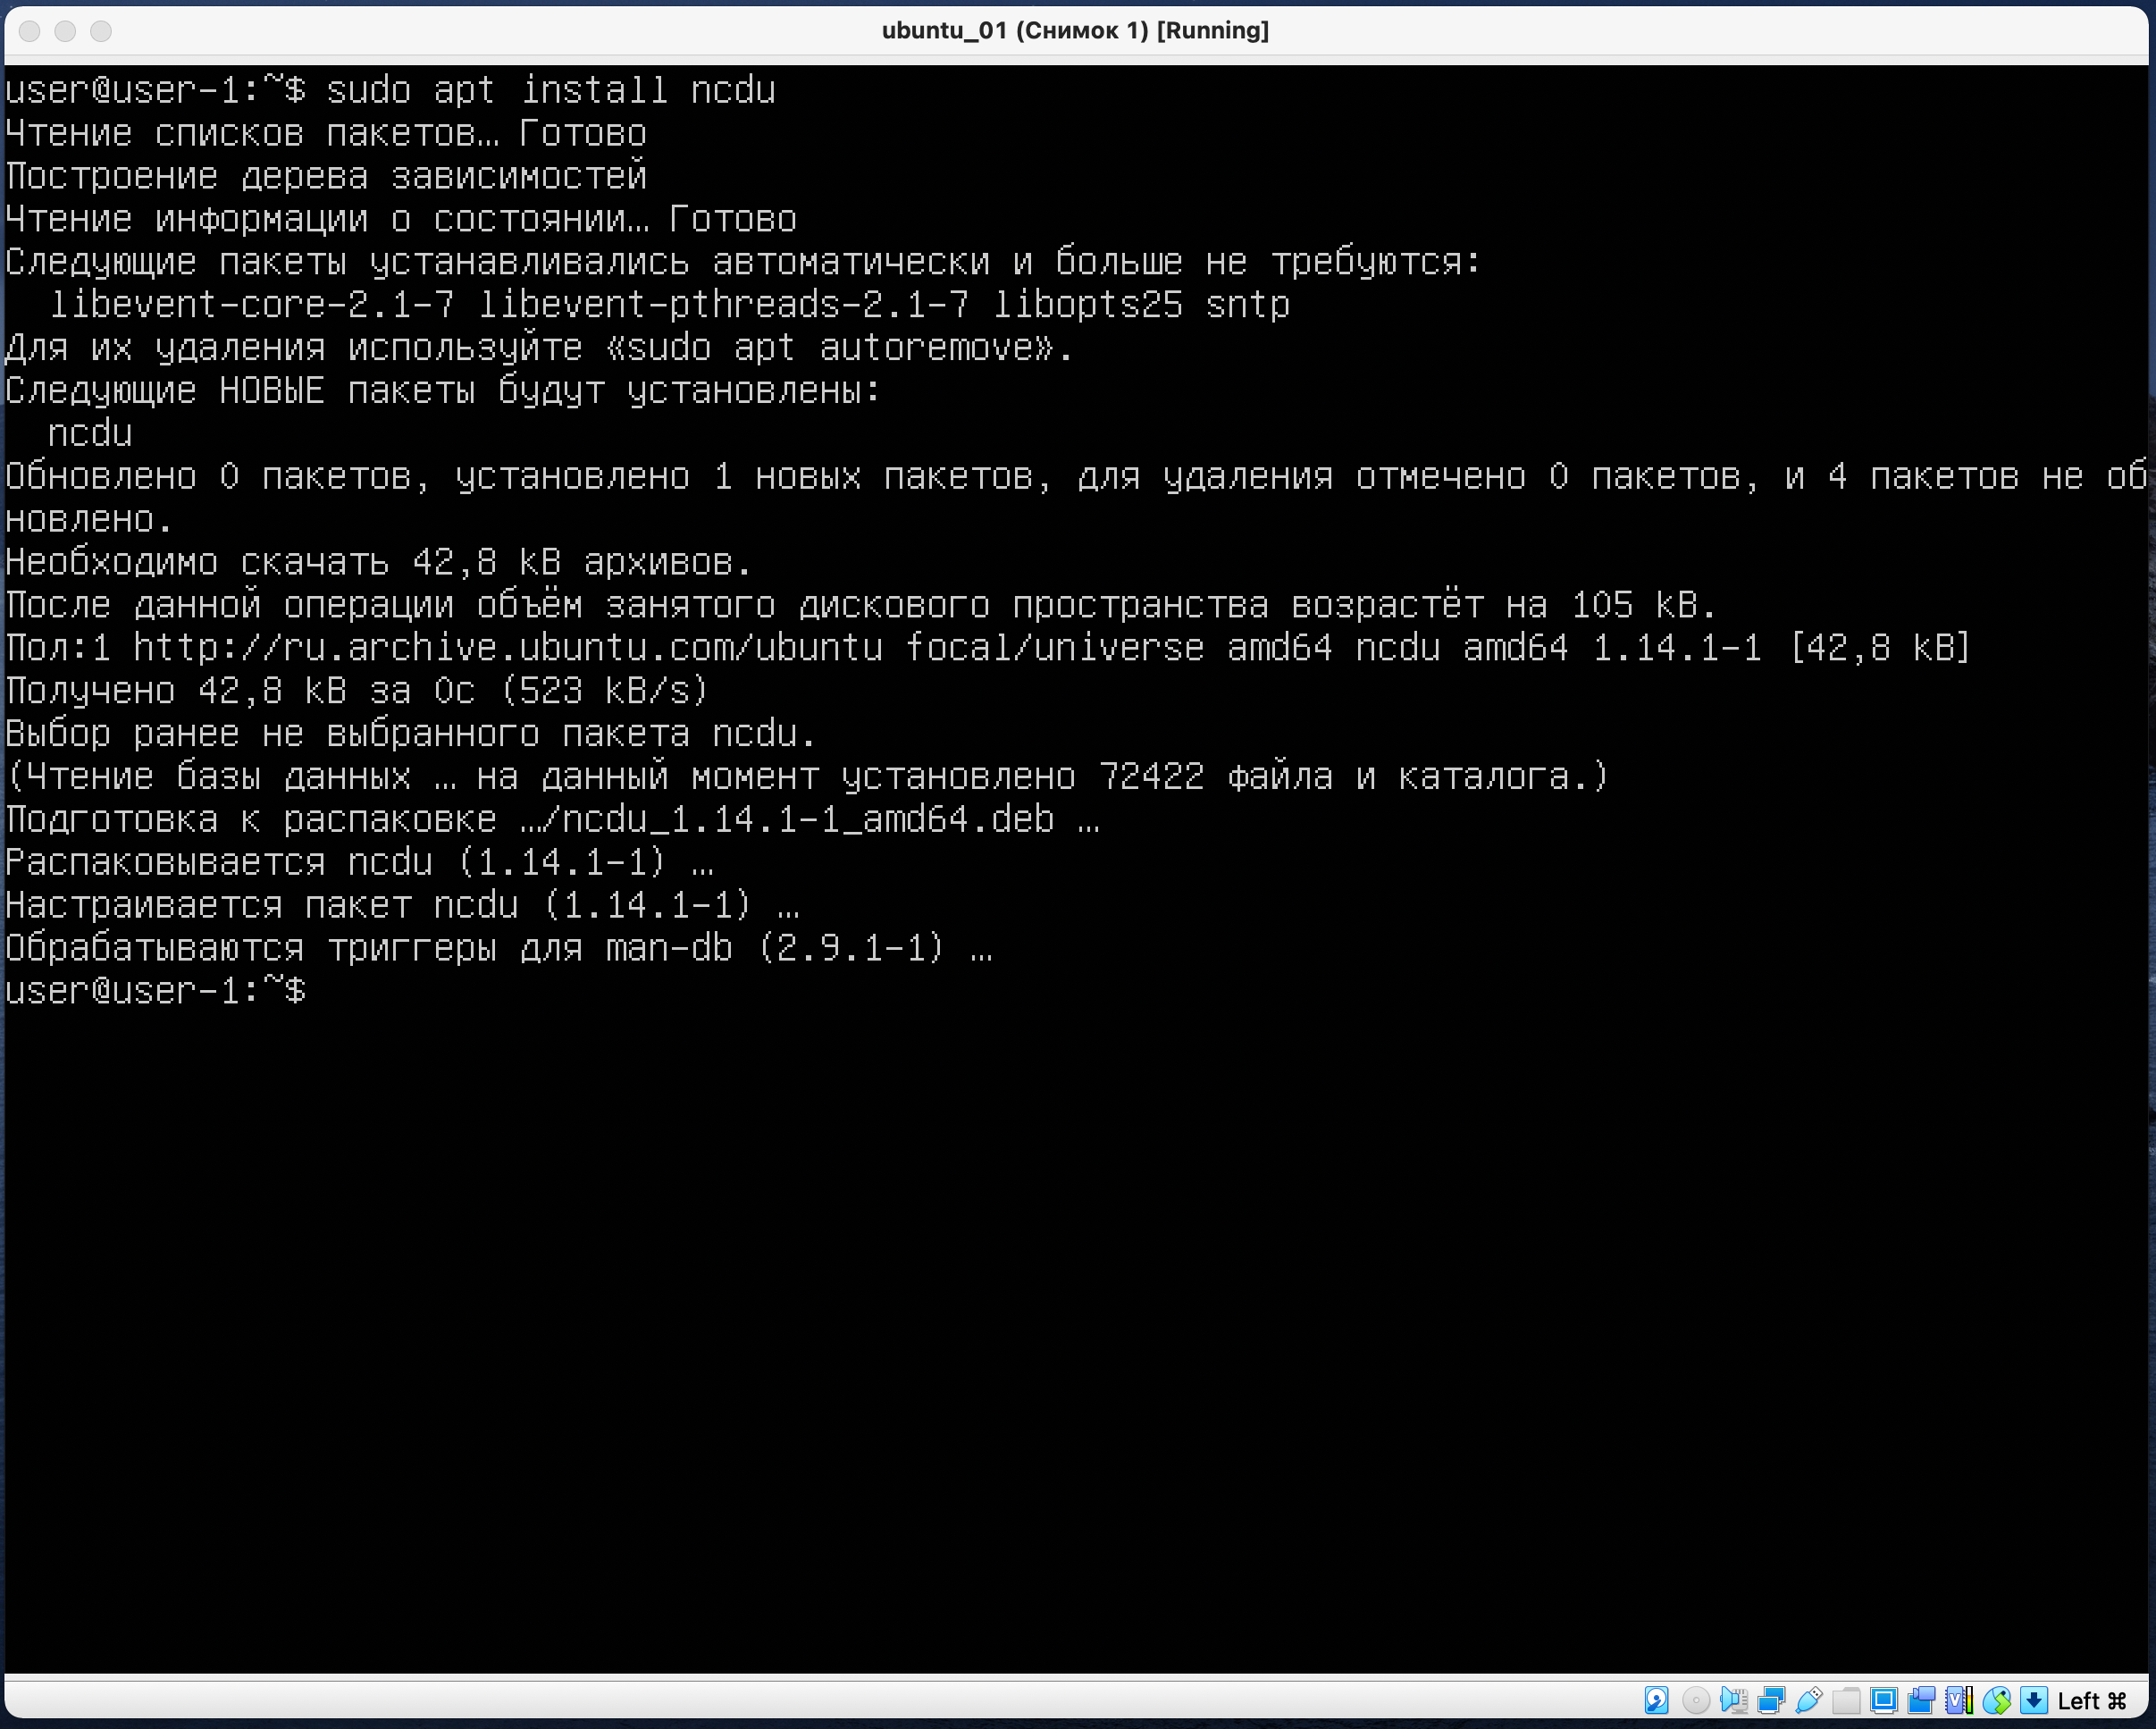 ubuntu_01 (Снимок 1) [Running]
user@user-1:~$ sudo apt install ncdu
Чтение списков пакетов… Готово
Построение дерева зависимостей
Чтение информации о состоянии… Готово
Следующие пакеты устанавливались автоматически и больше не требуются:
  libevent-core-2.1-7 libevent-pthreads-2.1-7 libopts25 sntp
Для их удаления используйте «sudo apt autoremove».
Следующие НОВЫЕ пакеты будут установлены:
  ncdu
Обновлено 0 пакетов, установлено 1 новых пакетов, для удаления отмечено 0 пакетов, и 4 пакетов не об
новлено.
Необходимо скачать 42,8 kB архивов.
После данной операции объём занятого дискового пространства возрастёт на 105 kB.
Пол:1 http://ru.archive.ubuntu.com/ubuntu focal/universe amd64 ncdu amd64 1.14.1-1 [42,8 kB]
Получено 42,8 kB за 0с (523 kB/s)
Выбор ранее не выбранного пакета ncdu.
(Чтение базы данных … на данный момент установлено 72422 файла и каталога.)
Подготовка к распаковке …/ncdu_1.14.1-1_amd64.deb …
Распаковывается ncdu (1.14.1-1) …
Настраивается пакет ncdu (1.14.1-1) …
Обрабатываются триггеры для man-db (2.9.1-1) …
user@user-1:~$
Left ⌘